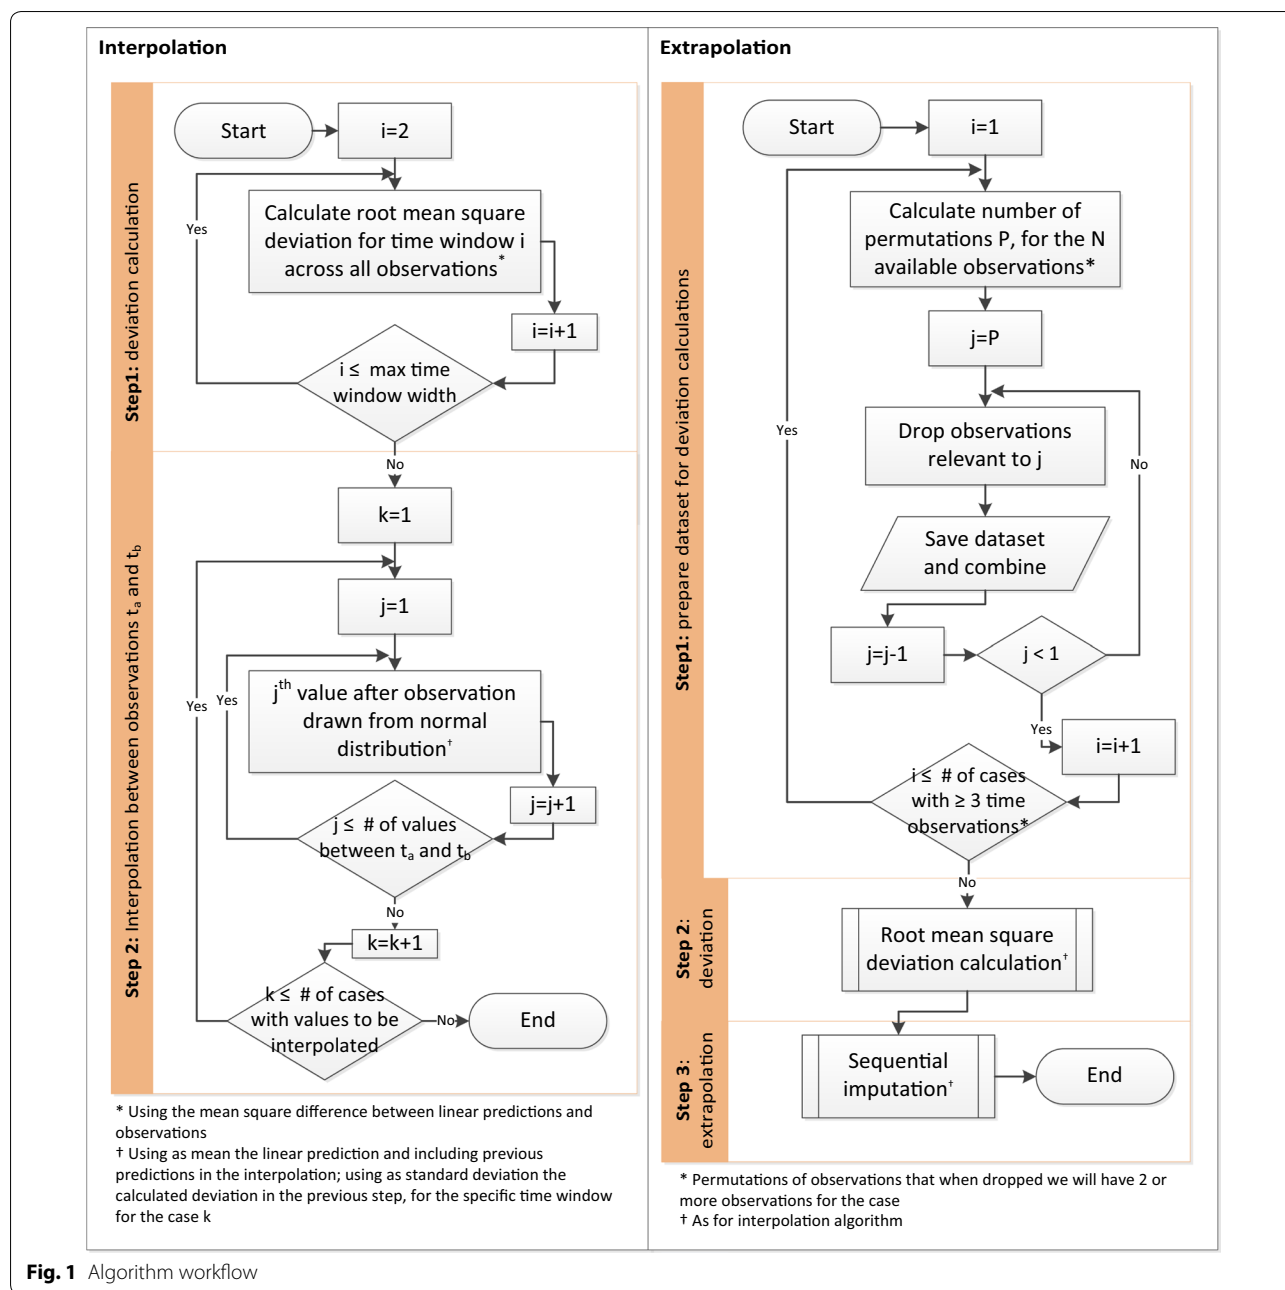 Interpolation
Step1: deviation calculation
Start
i=2
Calculate root mean square
deviation for time window i
across all observations*
Yes
i=i+1
i ≤ max time
window width
No
Step 2: Interpolation between observations ta and tb
k=1
j=1
jth value after observation
drawn from normal
distribution†
Yes
Yes
j=j+1
j ≤ # of values
between ta and tb
No
k=k+1
k ≤ # of cases
with values to be
interpolated
No
End
* Using the mean square difference between linear predictions and
observations
† Using as mean the linear prediction and including previous
predictions in the interpolation; using as standard deviation the
calculated deviation in the previous step, for the specific time window
for the case k
Extrapolation
Step1: prepare dataset for deviation calculations
Start
i=1
Calculate number of
permutations P, for the N
available observations*
j=P
Drop observations
relevant to j
Yes
No
Save dataset
and combine
j=j-1
j < 1
Yes
i=i+1
i ≤ # of cases
with ≥ 3 time
observations*
No
Step 2:
deviation
Root mean square
deviation calculation†
Step 3:
extrapolation
Sequential
imputation†
End
* Permutations of observations that when dropped we will have 2 or
more observations for the case
† As for interpolation algorithm
Fig. 1 Algorithm workflow